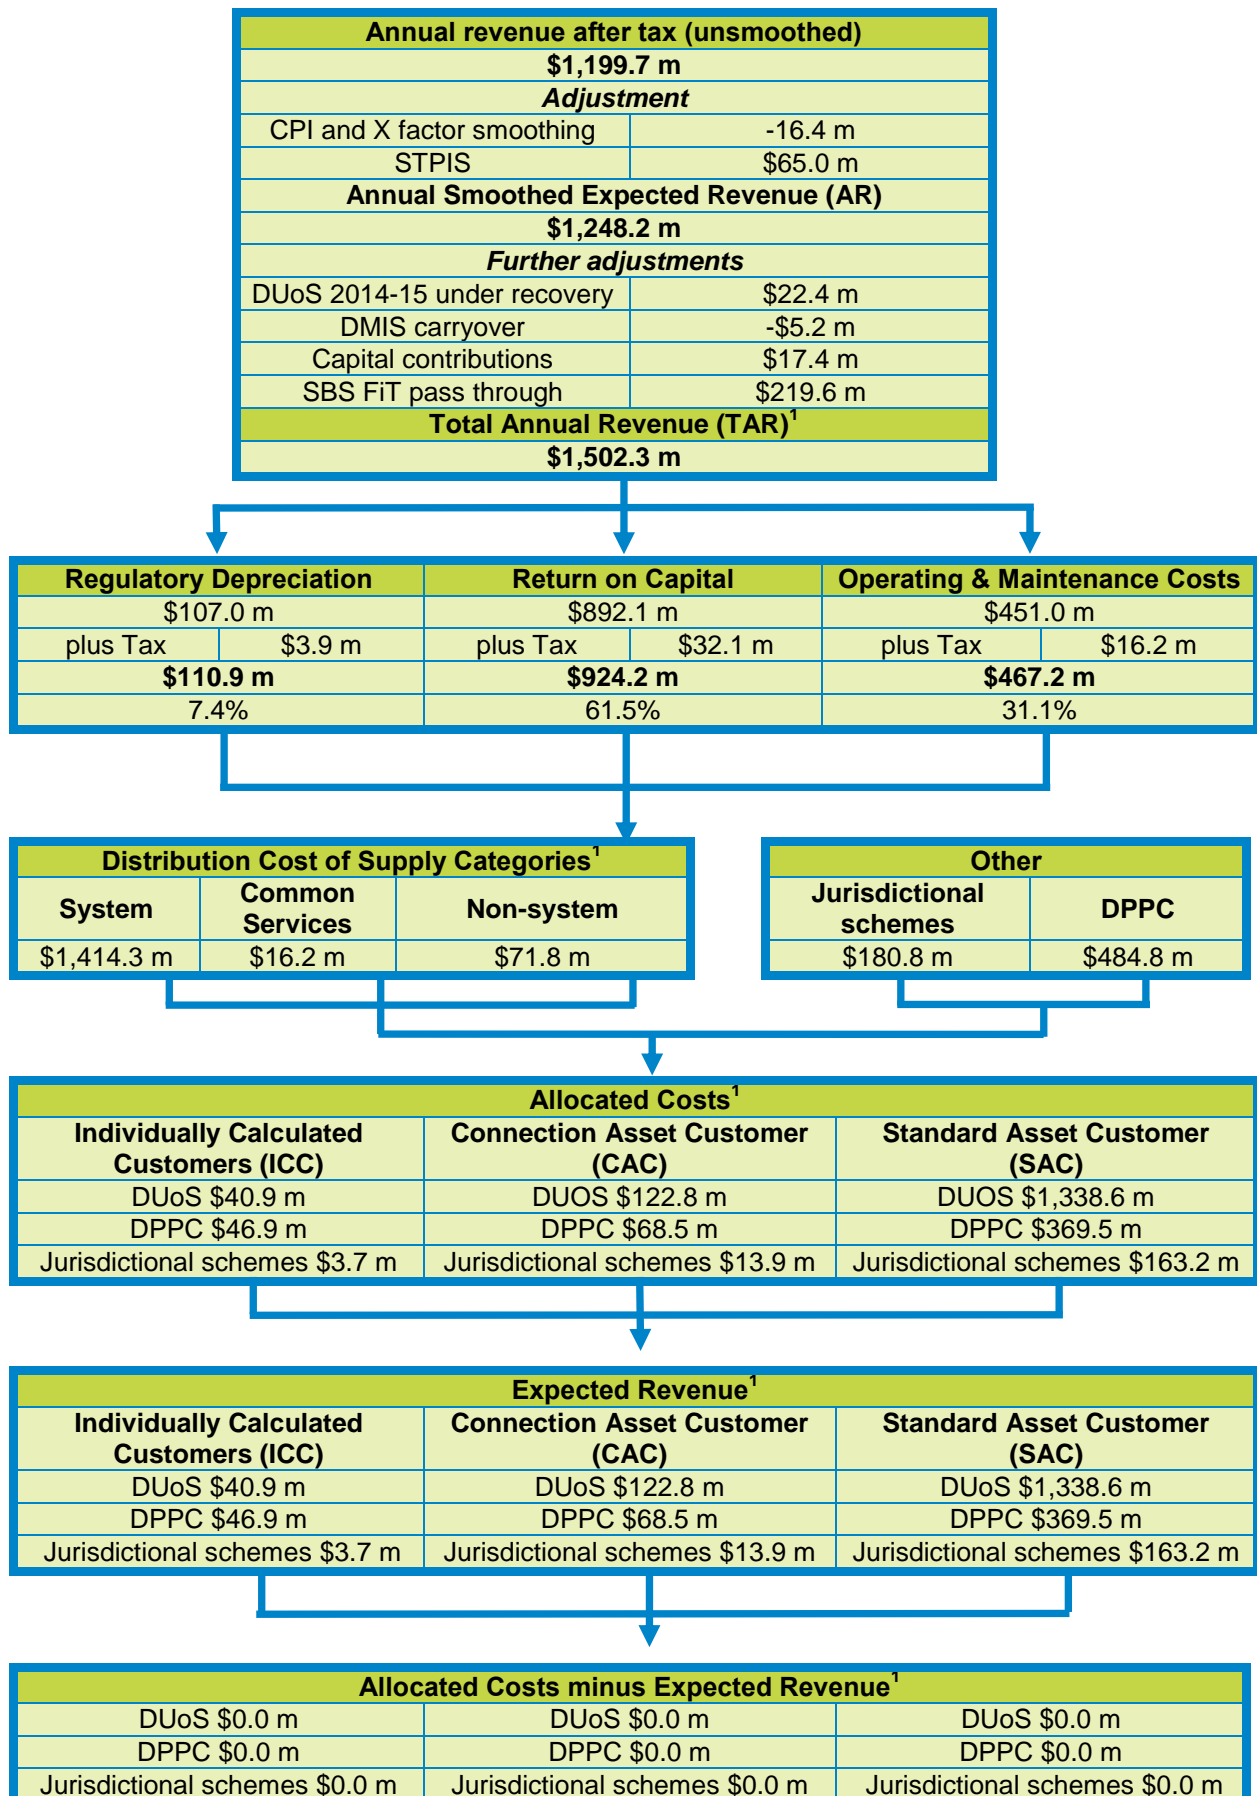 Annual revenue after tax (unsmoothed)
$1,199.7 m
Adjustment
CPI and X factor smoothing -16.4 m
STPIS $65.0 m
Annual Smoothed Expected Revenue (AR)
$1,248.2 m
Further adjustments
DUoS 2014-15 under recovery $22.4 m
DMIS carryover -$5.2 m
Capital contributions $17.4 m
SBS FiT pass through $219.6 m
Total Annual Revenue (TAR)1
$1,502.3 m
Regulatory Depreciation Return on Capital Operating & Maintenance Costs
$107.0 m $892.1 m $451.0 m
plus Tax $3.9 m plus Tax $32.1 m plus Tax $16.2 m
$110.9 m $924.2 m $467.2 m
7.4% 61.5% 31.1%
Distribution Cost of Supply Categories1
System
Common
Services
Non-system
$1,414.3 m $16.2 m $71.8 m
Other
Jurisdictional
schemes
DPPC
$180.8 m $484.8 m
Allocated Costs1
Individually Calculated Connection Asset Customer Standard Asset Customer
Customers (ICC) (CAC) (SAC)
DUoS $40.9 m DUOS $122.8 m DUOS $1,338.6 m
DPPC $46.9 m DPPC $68.5 m DPPC $369.5 m
Jurisdictional schemes $3.7 m Jurisdictional schemes $13.9 m Jurisdictional schemes $163.2 m
Expected Revenue1
Individually Calculated Connection Asset Customer Standard Asset Customer
Customers (ICC) (CAC) (SAC)
DUoS $40.9 m DUoS $122.8 m DUoS $1,338.6 m
DPPC $46.9 m DPPC $68.5 m DPPC $369.5 m
Jurisdictional schemes $3.7 m Jurisdictional schemes $13.9 m Jurisdictional schemes $163.2 m
Allocated Costs minus Expected Revenue1
DUoS $0.0 m DUoS $0.0 m DUoS $0.0 m
DPPC $0.0 m DPPC $0.0 m DPPC $0.0 m
Jurisdictional schemes $0.0 m Jurisdictional schemes $0.0 m Jurisdictional schemes $0.0 m